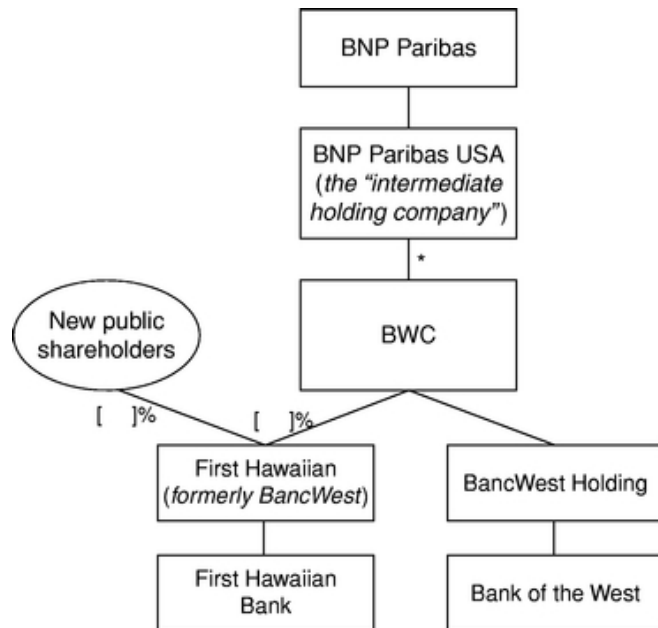 BNP Paribas
BNP Paribas USA
(the “intermediate
holding company”)
*
New public
shareholders
BWC
[ ]%
[ ]%
First Hawaiian
(formerly BancWest)
BancWest Holding
First Hawaiian
Bank
Bank of the West